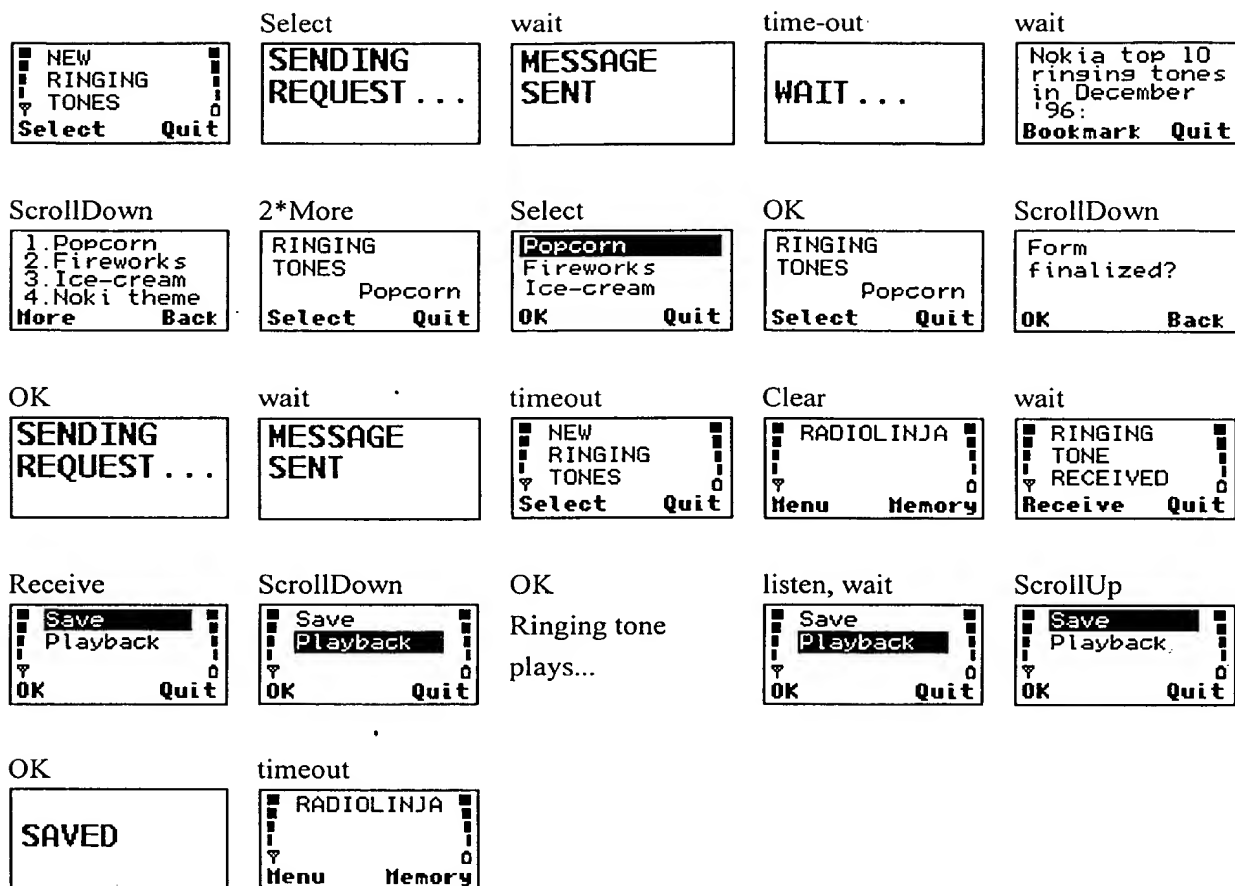 NEW
RINGING
TONES
Select Quit
Select
SENDING
REQUEST...
wait
MESSAGE
SENT
time-out
WAIT...
wait
Nokia top 10
ringing tones
in December
'96:
Bookmark Quit
ScrollDown
1.Popcorn
2.Fireworks
3.Ice-cream
4.Noki theme
More Back
2*More
RINGING
TONES
Popcorn
Select Quit
Select
Popcorn
Fireworks
Ice-cream
OK Quit
OK
RINGING
TONES
Popcorn
Select Quit
ScrollDown
Form
finalized?
OK Back
OK
SENDING
REQUEST...
wait
MESSAGE
SENT
timeout
NEW
RINGING
TONES
Select Quit
Clear
RADIOLINJA
Menu Memory
wait
RINGING
TONE
RECEIVED
Receive Quit
Receive
Save
Playback
OK Quit
ScrollDown
Save
Playback
OK Quit
OK
Ringing tone
plays...
listen, wait
Save
Playback
OK Quit
ScrollUp
Save
Playback
OK Quit
OK
SAVED
timeout
RADIOLINJA
Menu Memory